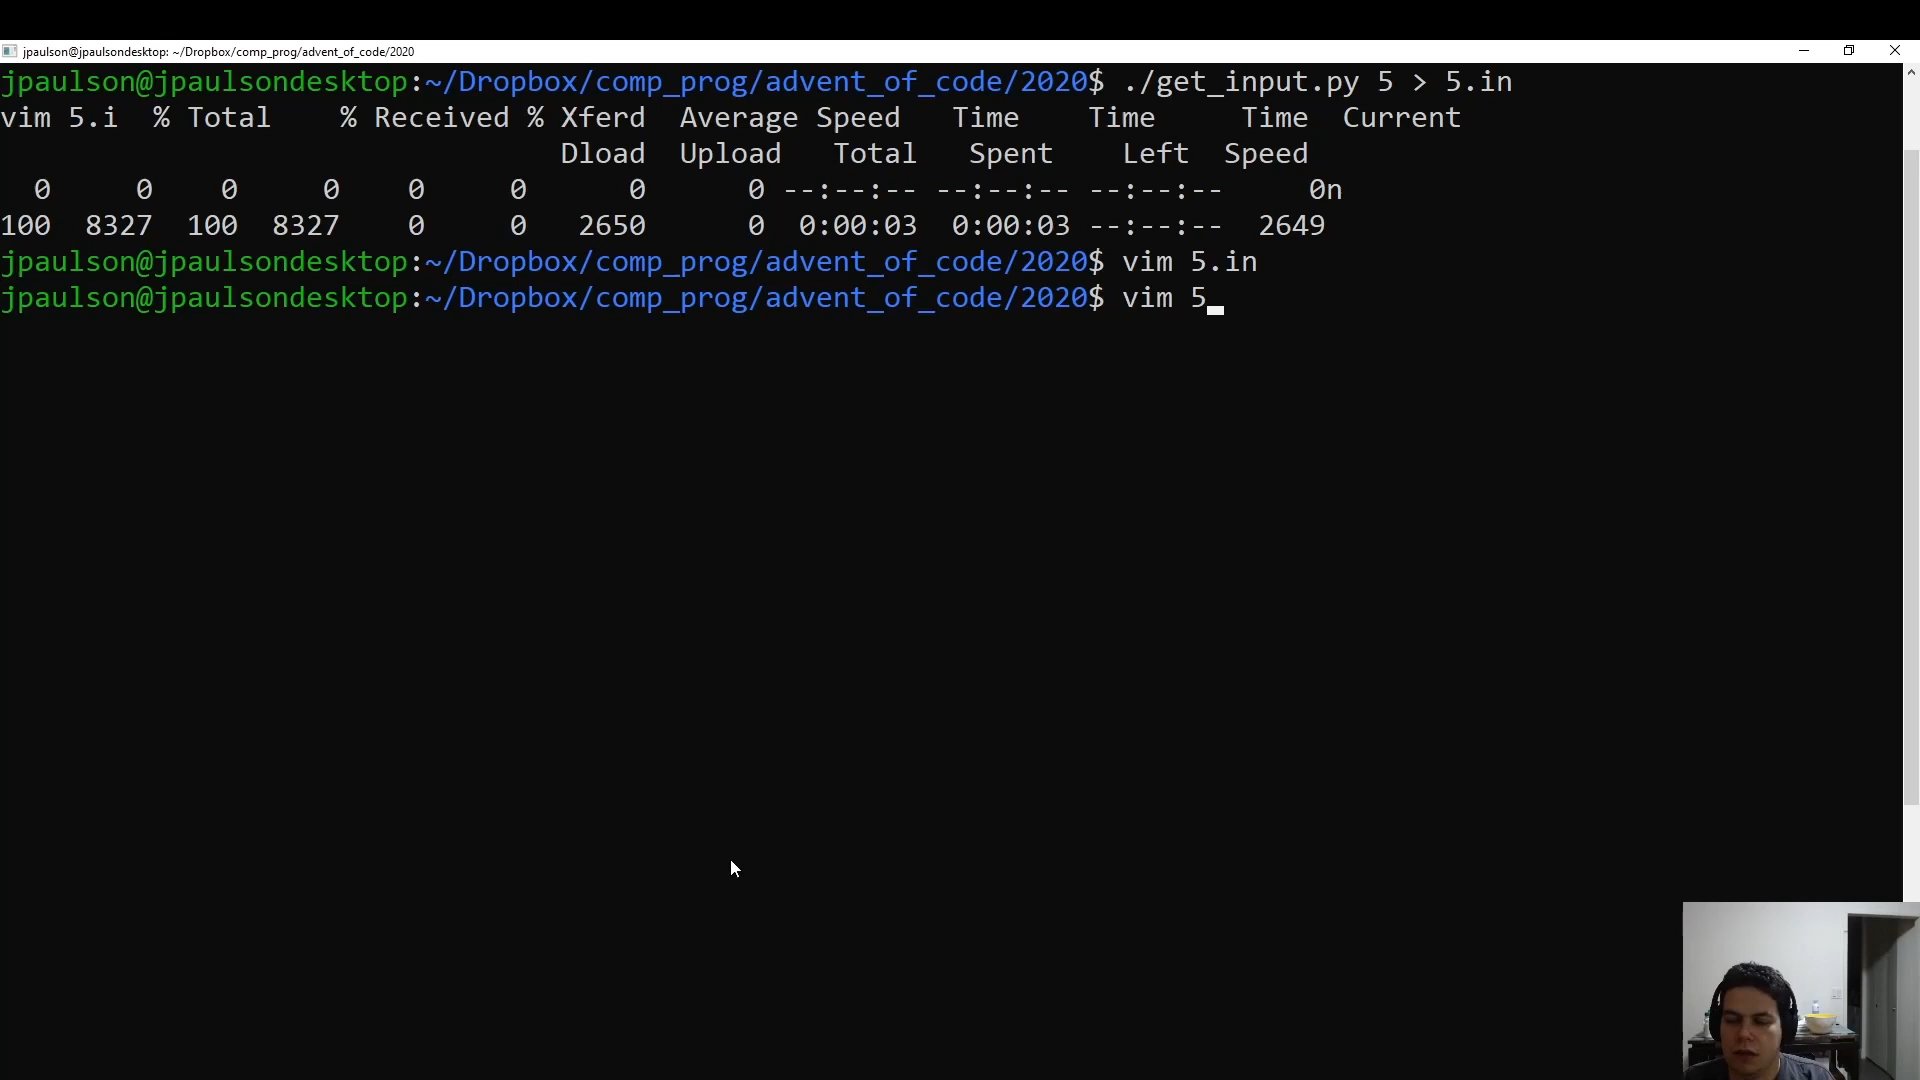 jpaulson@jpaulsondesktop: ~/Dropbox/comp_prog/advent_of_code/2020
jpaulson@jpaulsondesktop:~/Dropbox/comp_prog/advent_of_code/2020$ ./get_input.py 5 > 5.in
vim 5.i  % Total    % Received % Xferd  Average Speed   Time    Time     Time  Current
                                 Dload  Upload   Total   Spent    Left  Speed
  0     0    0     0    0     0      0      0 --:--:-- --:--:-- --:--:--     0n
100  8327  100  8327    0     0   2650      0  0:00:03  0:00:03 --:--:--  2649
jpaulson@jpaulsondesktop:~/Dropbox/comp_prog/advent_of_code/2020$ vim 5.in
jpaulson@jpaulsondesktop:~/Dropbox/comp_prog/advent_of_code/2020$ vim 5